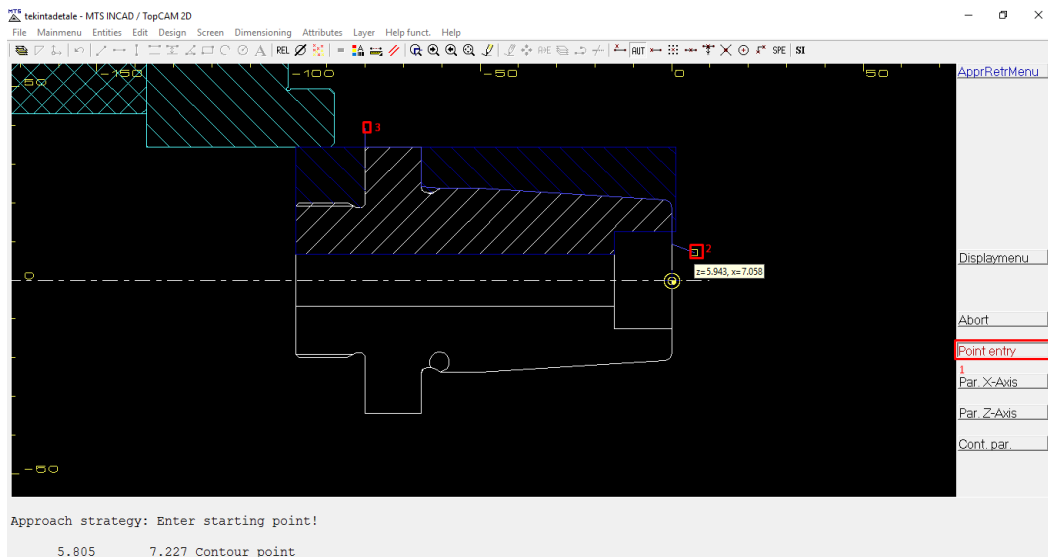 MTS
tekintadetale - MTS INCAD / TopCAM 2D
File Mainmenu Entities Edit Design Screen Dimensioning Attributes Layer Help funct. Help
REL AUT SPE SI
-150 -100 -50 0 50
50
ApprRetrMenu
3
2
z=5.943, x=7.058
0
Displaymenu
Abort
Point entry
1
Par. X-Axis
Par. Z-Axis
Cont. par.
-50
Approach strategy: Enter starting point!
5.805 7.227 Contour point